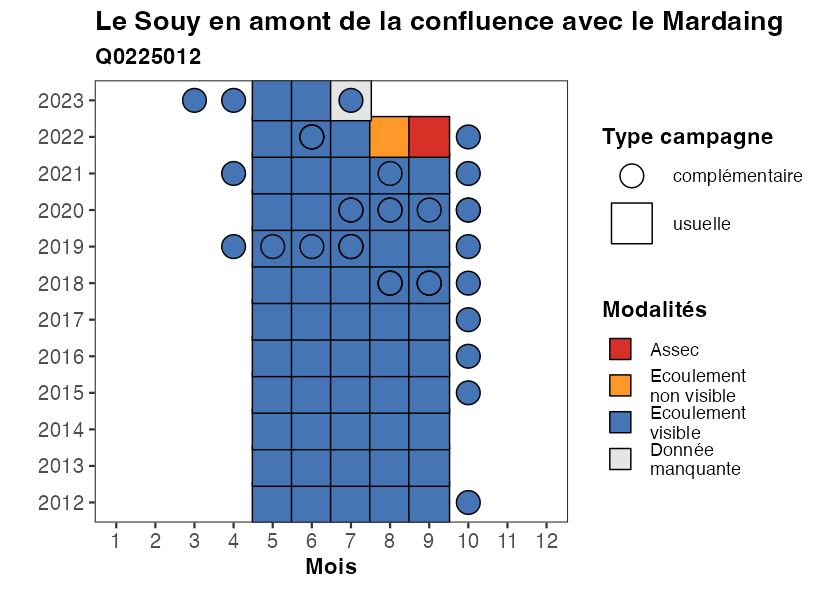 Le Souy en amont de la confluence avec le Mardaing
Q0225012
2023
2022
2021
2020
2019
2018
2017
2016
2015
2014
2013
2012
1 2 3 4 5 6 7 8 9 10 11 12
Mois
Type campagne
complémentaire
usuelle
Modalités
Assec
Ecoulement
non visible
Ecoulement
visible
Donnée
manquante